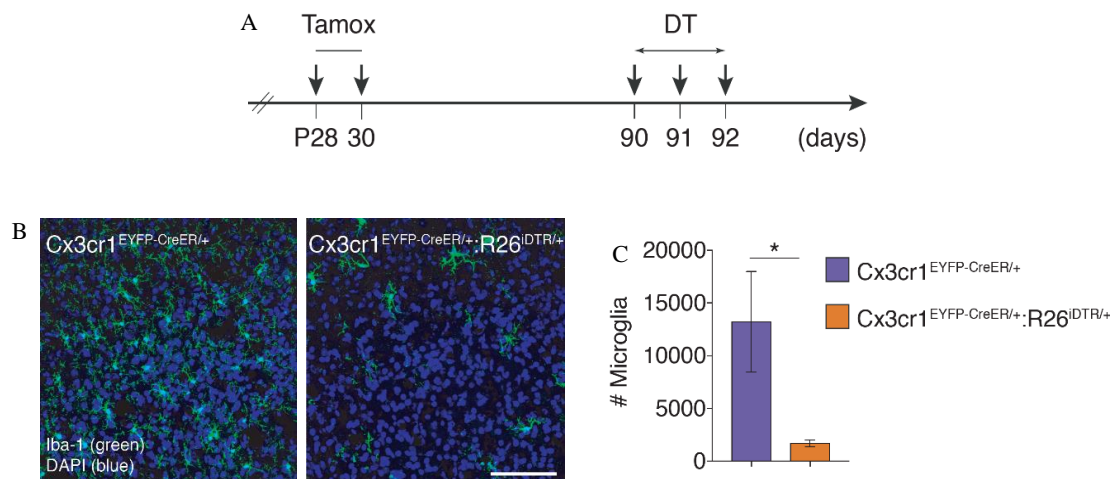 A
Tamox
DT
P28 30 90 91 92 (days)
B
Cx3cr1EYFP-CreER/+
Iba-1 (green)
DAPI (blue)
Cx3cr1EYFP-CreER/+:R26iDTR/+
C
# Microglia
20000
15000
10000
5000
0
*
Cx3cr1EYFP-CreER/+
Cx3cr1EYFP-CreER/+:R26iDTR/+